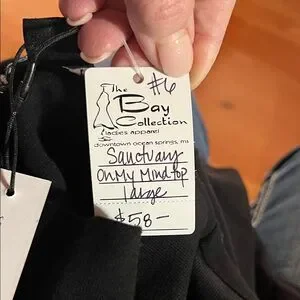 #6
The
Bay
Collection
ladies apparel
downtown ocean springs, ms
Sanctuary
On My Mind top
large
$58-